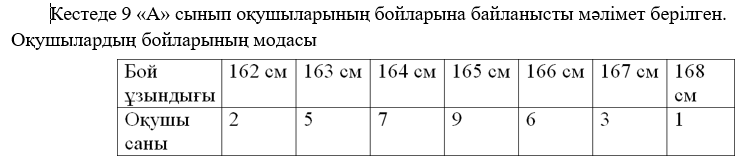 Кестеде 9 «А» сынып оқушыларының бойларына байланысты мәлімет берілген.
Оқушылардың бойларының модасы
Бой ұзындығы 162 см 163 см 164 см 165 см 166 см 167 см 168 см
Оқушы саны 2 5 7 9 6 3 1